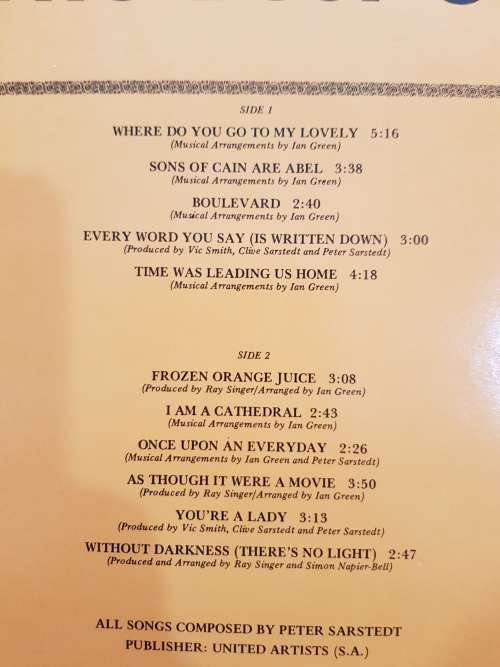 SIDE 1
WHERE DO YOU GO TO MY LOVELY 5:16
(Musical Arrangements by Ian Green)
SONS OF CAIN ARE ABEL 3:38
(Musical Arrangements by Ian Green)
BOULEVARD 2:40
(Musical Arrangements by Ian Green)
EVERY WORD YOU SAY (IS WRITTEN DOWN) 3:00
(Produced by Vic Smith, Clive Sarstedt and Peter Sarstedt)
TIME WAS LEADING US HOME 4:18
(Musical Arrangements by Ian Green)
SIDE 2
FROZEN ORANGE JUICE 3:08
(Produced by Ray Singer/Arranged by Ian Green)
I AM A CATHEDRAL 2:43
(Musical Arrangements by Ian Green)
ONCE UPON AN EVERYDAY 2:26
(Musical Arrangements by Ian Green and Peter Sarstedt)
AS THOUGH IT WERE A MOVIE 3:50
(Produced by Ray Singer/Arranged by Ian Green)
YOU'RE A LADY 3:13
(Produced by Vic Smith, Clive Sarstedt and Peter Sarstedt)
WITHOUT DARKNESS (THERE'S NO LIGHT) 2:47
(Produced and Arranged by Ray Singer and Simon Napier-Bell)
ALL SONGS COMPOSED BY PETER SARSTEDT
PUBLISHER: UNITED ARTISTS (S.A.)